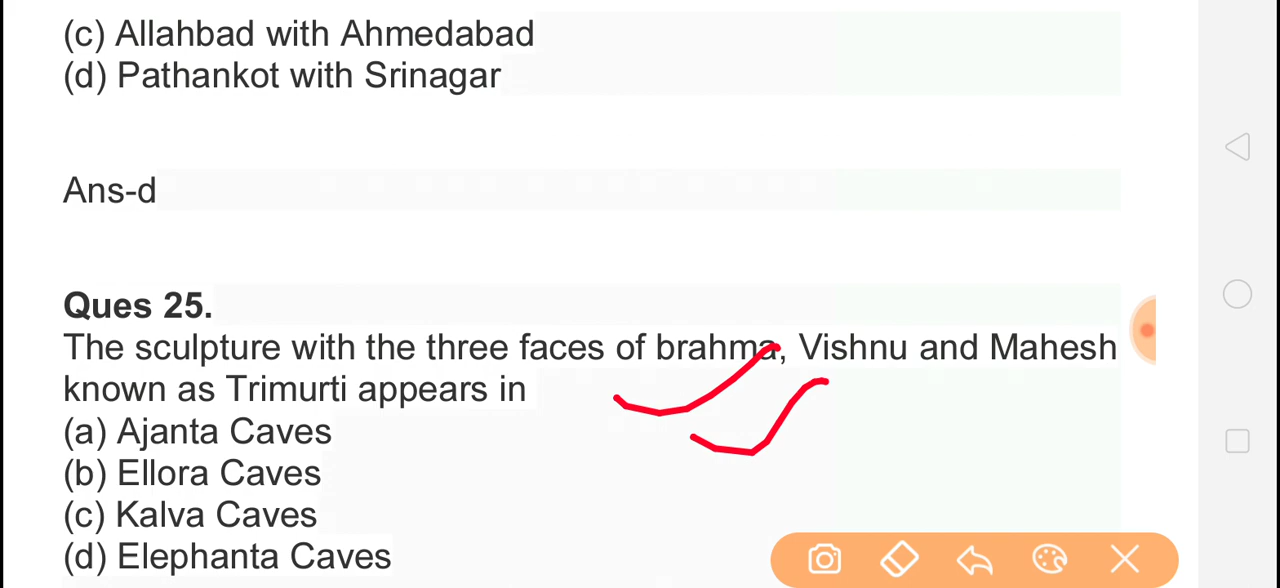 (c) Allahbad with Ahmedabad
(d) Pathankot with Srinagar
Ans-d
Ques 25.
The sculpture with the three faces of brahma, Vishnu and Mahesh
known as Trimurti appears in
(a) Ajanta Caves
(b) Ellora Caves
(c) Kalva Caves
(d) Elephanta Caves